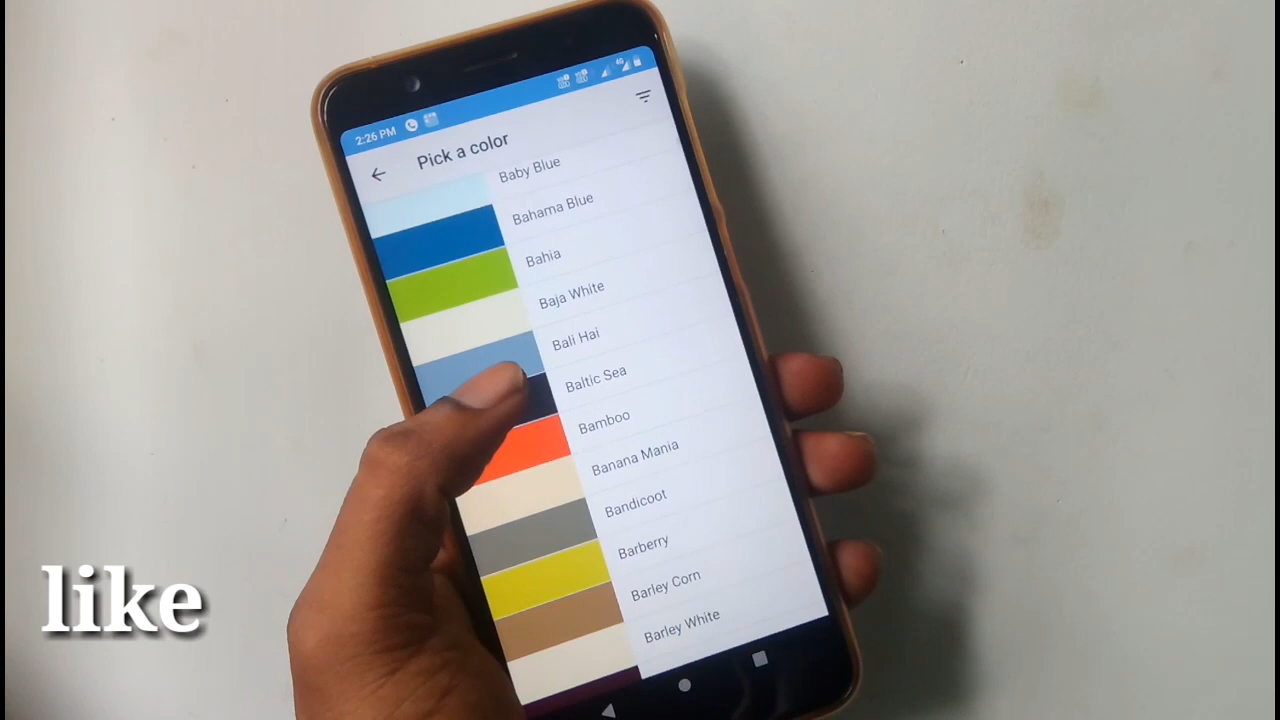 2:26 PM
4G
Pick a color
Baby Blue
Bahama Blue
Bahia
Baja White
Bali Hai
Baltic Sea
Bamboo
Banana Mania
Bandicoot
Barberry
Barley Corn
Barley White
like